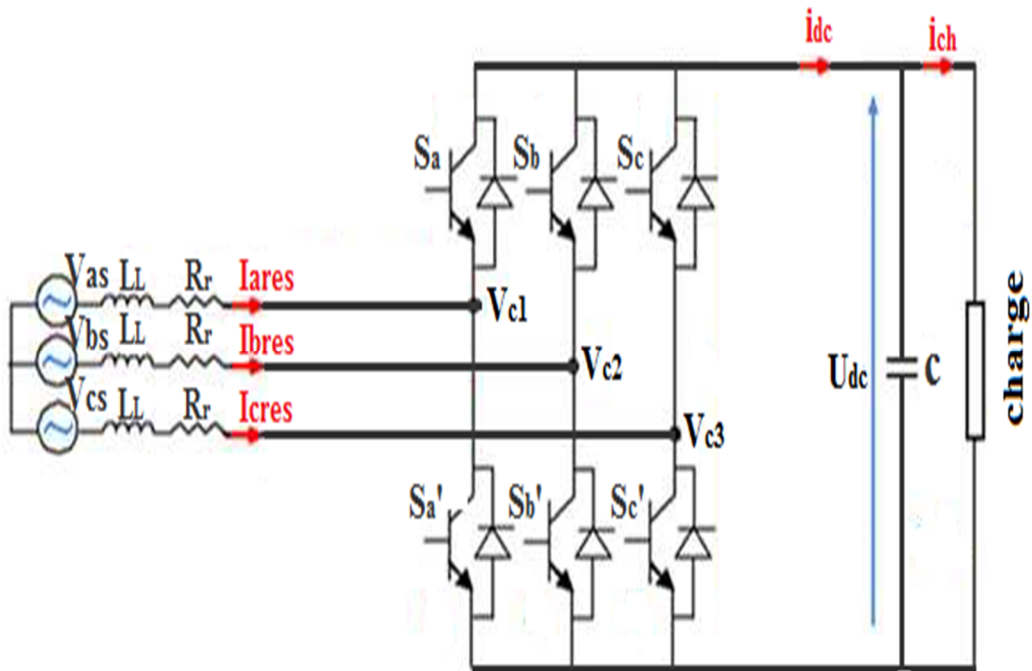 idc
ich
Sa
Sb
Sc
Vas
LL
Rr
Iares
Vc1
Vbs
LL
Rr
Ibres
Vc2
Vcs
LL
Rr
Icres
Vc3
Udc
C
charge
Sa'
Sb'
Sc'